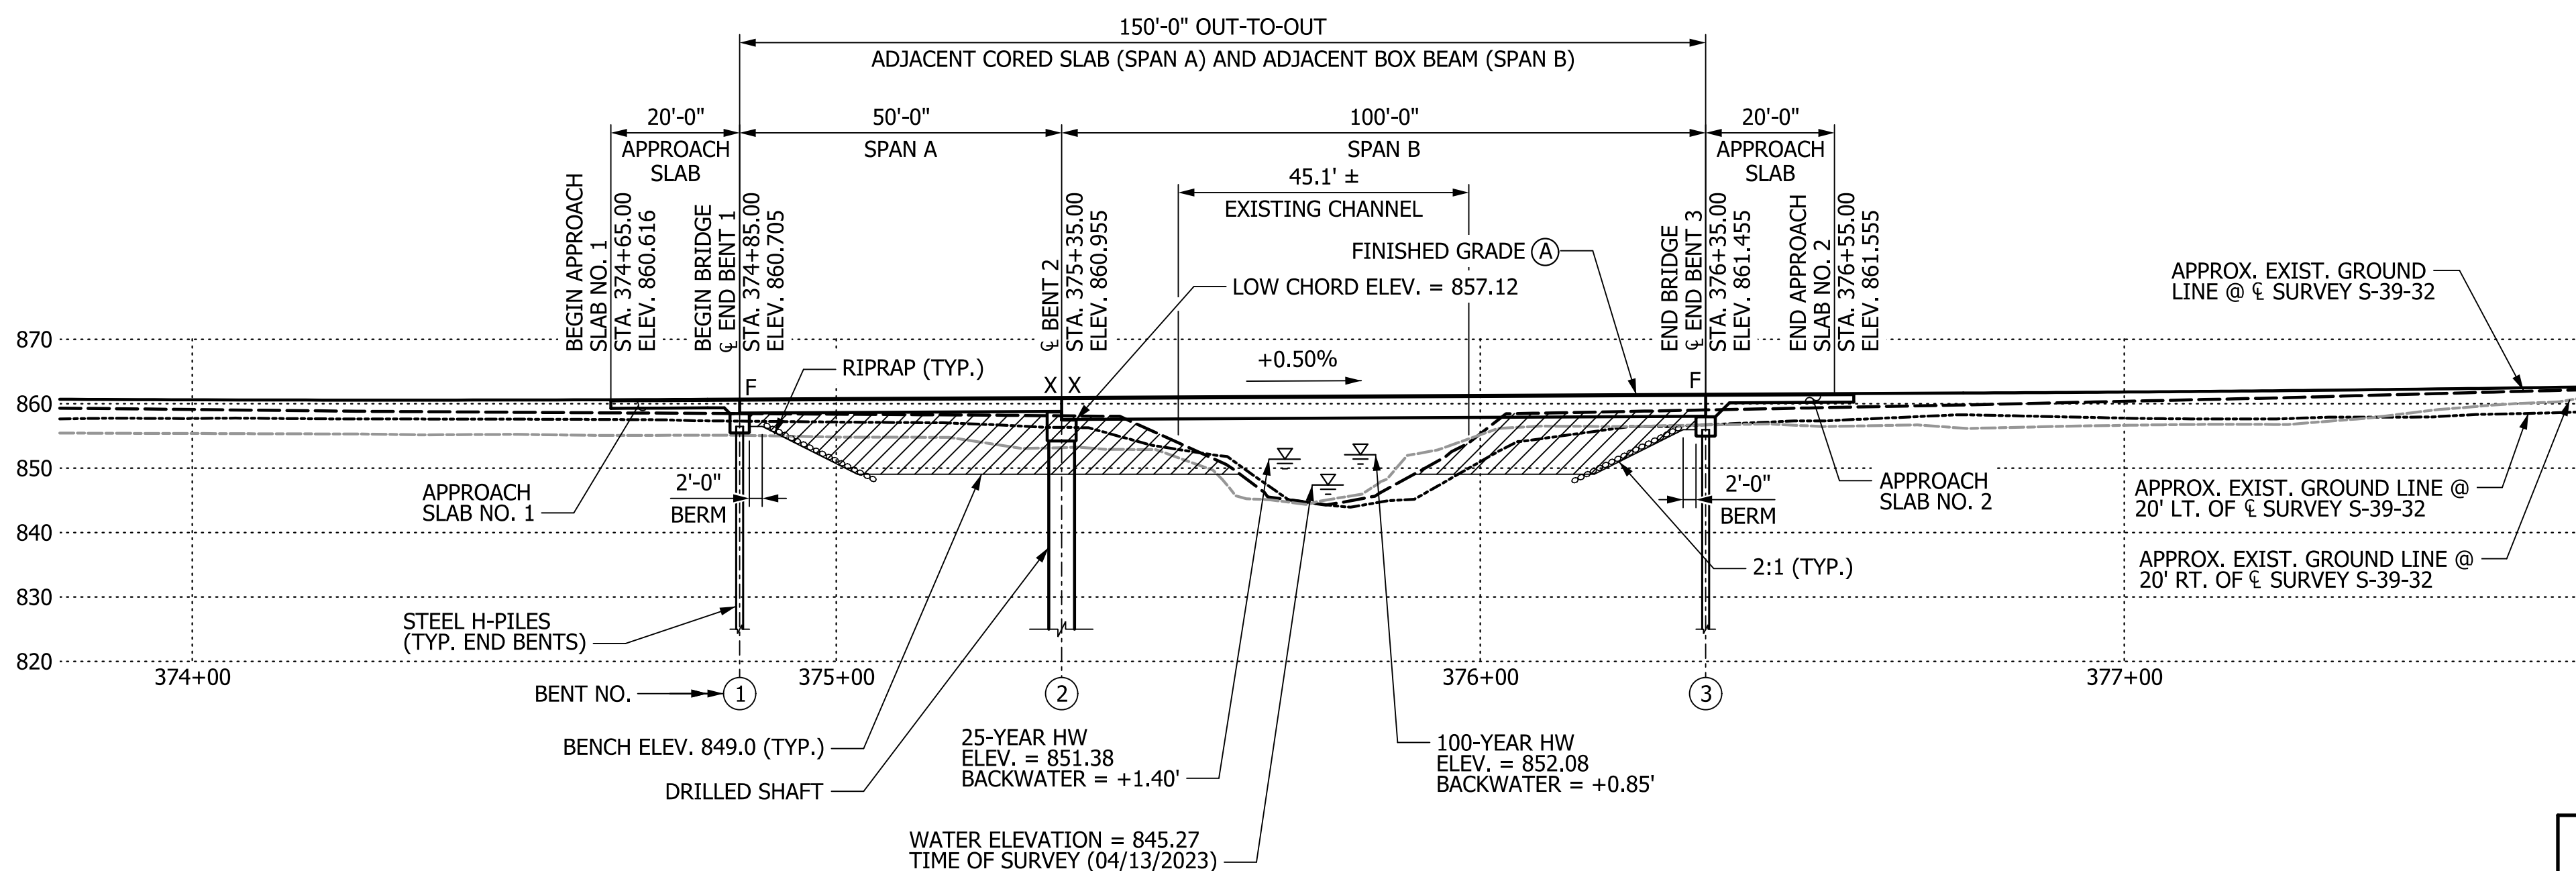 150'-0" OUT-TO-OUT
ADJACENT CORED SLAB (SPAN A) AND ADJACENT BOX BEAM (SPAN B)
20'-0"
APPROACH
SLAB
50'-0"
SPAN A
100'-0"
SPAN B
20'-0"
APPROACH
SLAB
45.1' ±
EXISTING CHANNEL
BEGIN APPROACH
SLAB NO. 1
STA. 374+65.00
ELEV. 860.616
BEGIN BRIDGE
℄ END BENT 1
STA. 374+85.00
ELEV. 860.705
℄ BENT 2
STA. 375+35.00
ELEV. 860.955
END BRIDGE
℄ END BENT 3
STA. 376+35.00
ELEV. 861.455
END APPROACH
SLAB NO. 2
STA. 376+55.00
ELEV. 861.555
FINISHED GRADE A
LOW CHORD ELEV. = 857.12
APPROX. EXIST. GROUND
LINE @ ℄ SURVEY S-39-32
+0.50%
RIPRAP (TYP.)
F
X X
F
870
860
850
840
830
820
APPROACH
SLAB NO. 1
2'-0"
BERM
2'-0"
BERM
APPROACH
SLAB NO. 2
APPROX. EXIST. GROUND LINE @
20' LT. OF ℄ SURVEY S-39-32
APPROX. EXIST. GROUND LINE @
20' RT. OF ℄ SURVEY S-39-32
2:1 (TYP.)
STEEL H-PILES
(TYP. END BENTS)
374+00
375+00
376+00
377+00
BENT NO.
1
2
3
BENCH ELEV. 849.0 (TYP.)
DRILLED SHAFT
25-YEAR HW
ELEV. = 851.38
BACKWATER = +1.40'
100-YEAR HW
ELEV. = 852.08
BACKWATER = +0.85'
WATER ELEVATION = 845.27
TIME OF SURVEY (04/13/2023)